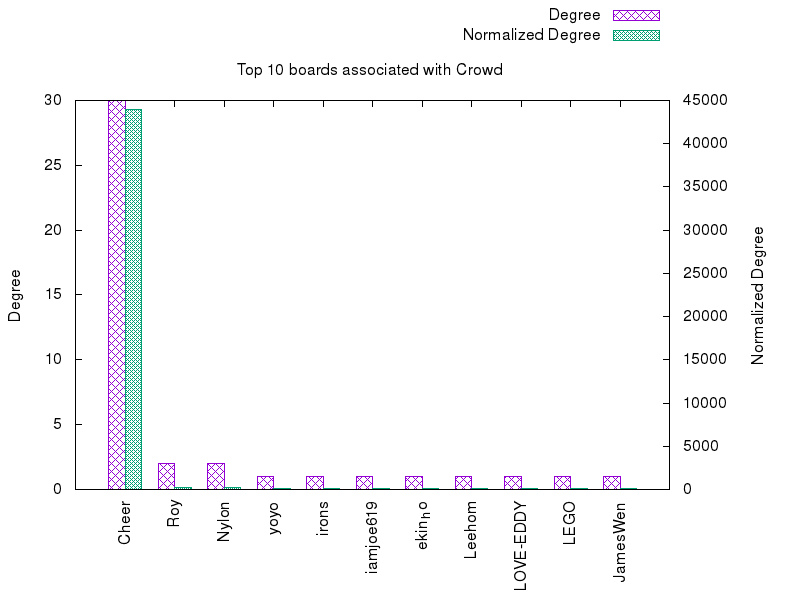 Degree
Normalized Degree
Top 10 boards associated with Crowd
30
25
20
15
10
5
0
45000
40000
35000
30000
25000
20000
15000
10000
5000
0
Degree
Normalized Degree
Cheer
Roy
Nylon
yoyo
irons
iamjoe619
ekinho
Leehom
LOVE-EDDY
LEGO
JamesWen